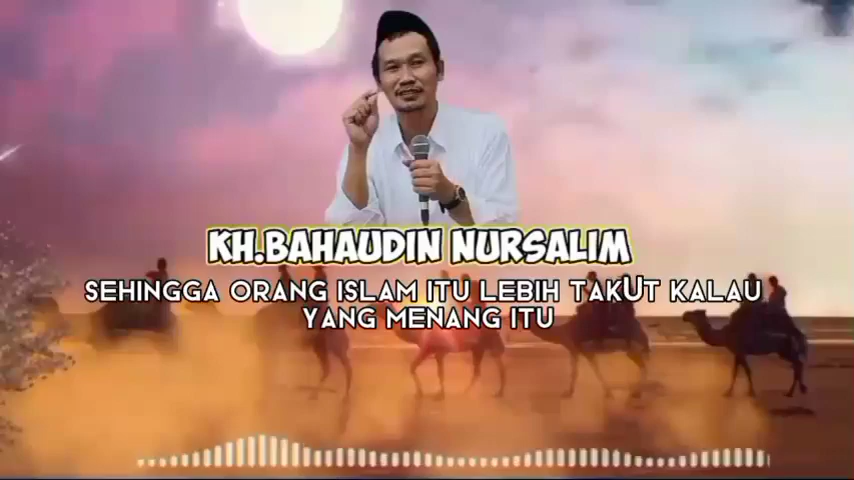 KH.BAHAUDIN NURSALIM
SEHINGGA ORANG ISLAM ITU LEBIH TAKUT KALAU
YANG MENANG ITU